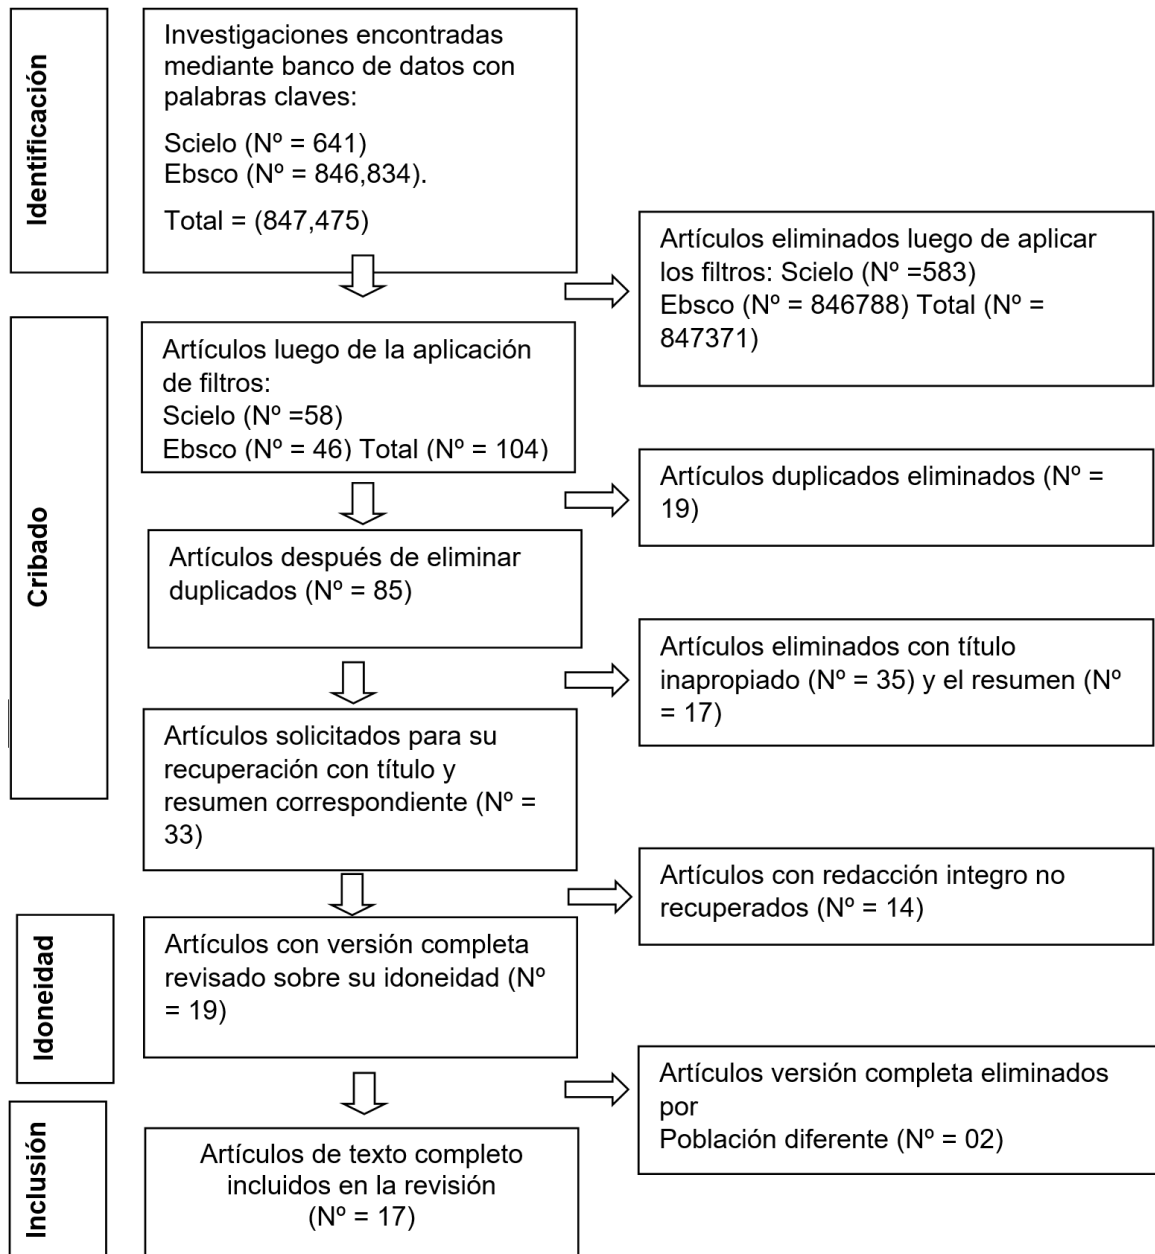 Identificación
Investigaciones encontradas
mediante banco de datos con
palabras claves:
Scielo (Nº = 641)
Ebsco (Nº = 846,834).
Total = (847,475)
Artículos eliminados luego de aplicar
los filtros: Scielo (Nº =583)
Ebsco (Nº = 846788) Total (Nº =
847371)
Cribado
Artículos luego de la aplicación
de filtros:
Scielo (Nº =58)
Ebsco (Nº = 46) Total (Nº = 104)
Artículos duplicados eliminados (Nº =
19)
Artículos después de eliminar
duplicados (Nº = 85)
Artículos eliminados con título
inapropiado (Nº = 35) y el resumen (Nº
= 17)
Artículos solicitados para su
recuperación con título y
resumen correspondiente (Nº =
33)
Artículos con redacción integro no
recuperados (Nº = 14)
Idoneidad
Artículos con versión completa
revisado sobre su idoneidad (Nº
= 19)
Artículos versión completa eliminados
por
Población diferente (Nº = 02)
Inclusión
Artículos de texto completo
incluidos en la revisión
(Nº = 17)